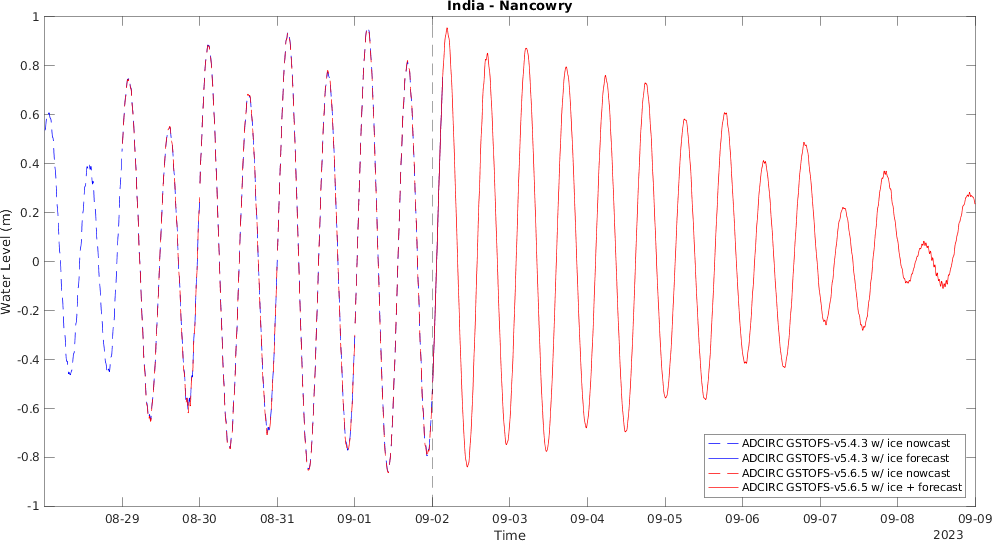 India - Nancowry
1
0.8
0.6
0.4
0.2
0
-0.2
-0.4
-0.6
-0.8
-1
Water Level (m)
ADCIRC GSTOFS-v5.4.3 w/ ice nowcast
ADCIRC GSTOFS-v5.4.3 w/ ice forecast
ADCIRC GSTOFS-v5.6.5 w/ ice nowcast
ADCIRC GSTOFS-v5.6.5 w/ ice + forecast
08-29 08-30 08-31 09-01 09-02 09-03 09-04 09-05 09-06 09-07 09-08 09-09
Time
2023